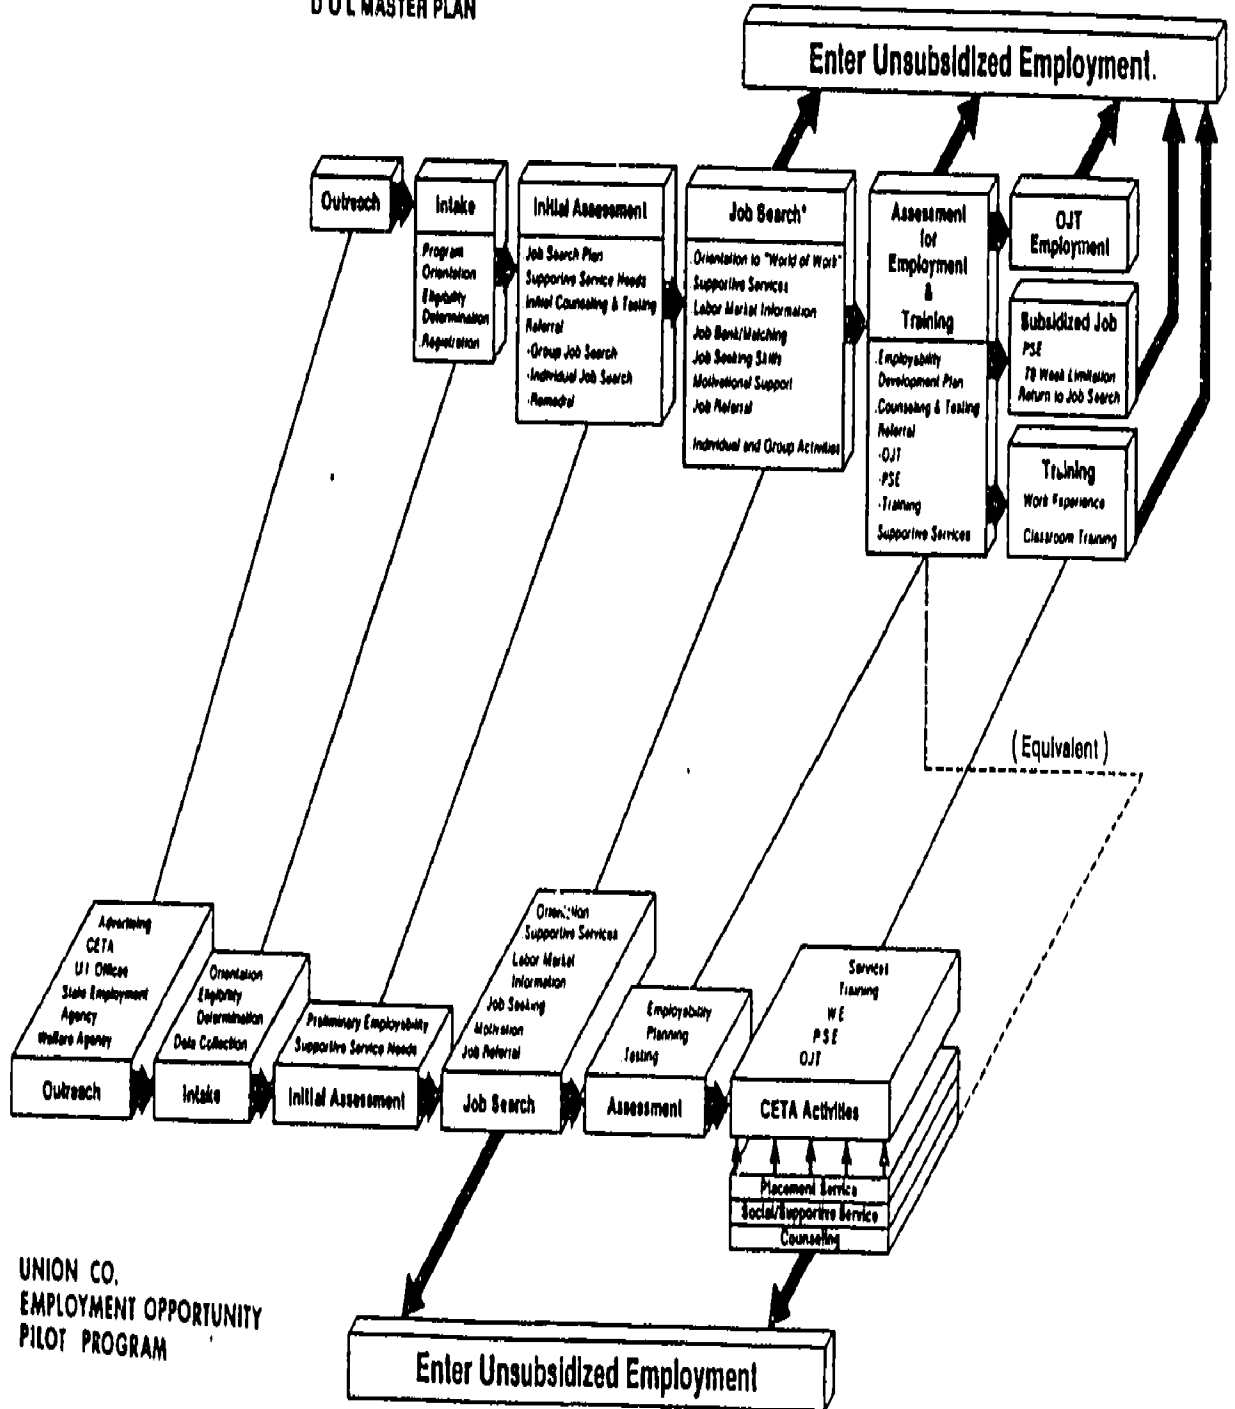 D O L MASTER PLAN
Enter Unsubsidized Employment.
Outreach
Intake
Program
Orientation
Eligibility
Determination
Registration
Initial Assessment
Job Search Plan
Supportive Service Needs
Initial Counseling & Testing
Referral
-Group Job Search
-Individual Job Search
-Remedial
Job Search*
Orientation to "World of Work"
Supportive Services
Labor Market Information
Job Bank/Matching
Job Seeking Skills
Motivational Support
Job Referral
Individual and Group Activities
Assessment
for
Employment
&
Training
Employability
Development Plan
Counseling & Testing
Referral
-OJT
-PSE
-Training
Supportive Services
OJT
Employment
Subsidized Job
PSE
78 Week Limitation
Return to Job Search
Training
Work Experience
Classroom Training
(Equivalent)
Advertising
CETA
U I Offices
State Employment
Agency
Welfare Agency
Outreach
Orientation
Eligibility
Determination
Data Collection
Intake
Preliminary Employability
Supportive Service Needs
Initial Assessment
Orientation
Supportive Services
Labor Market
Information
Job Seeking
Motivation
Job Referral
Job Search
Employability
Planning
Testing
Assessment
Services
Training
WE
PSE
OJT
CETA Activities
Placement Service
Social/Supportive Service
Counseling
UNION CO.
EMPLOYMENT OPPORTUNITY
PILOT PROGRAM
Enter Unsubsidized Employment